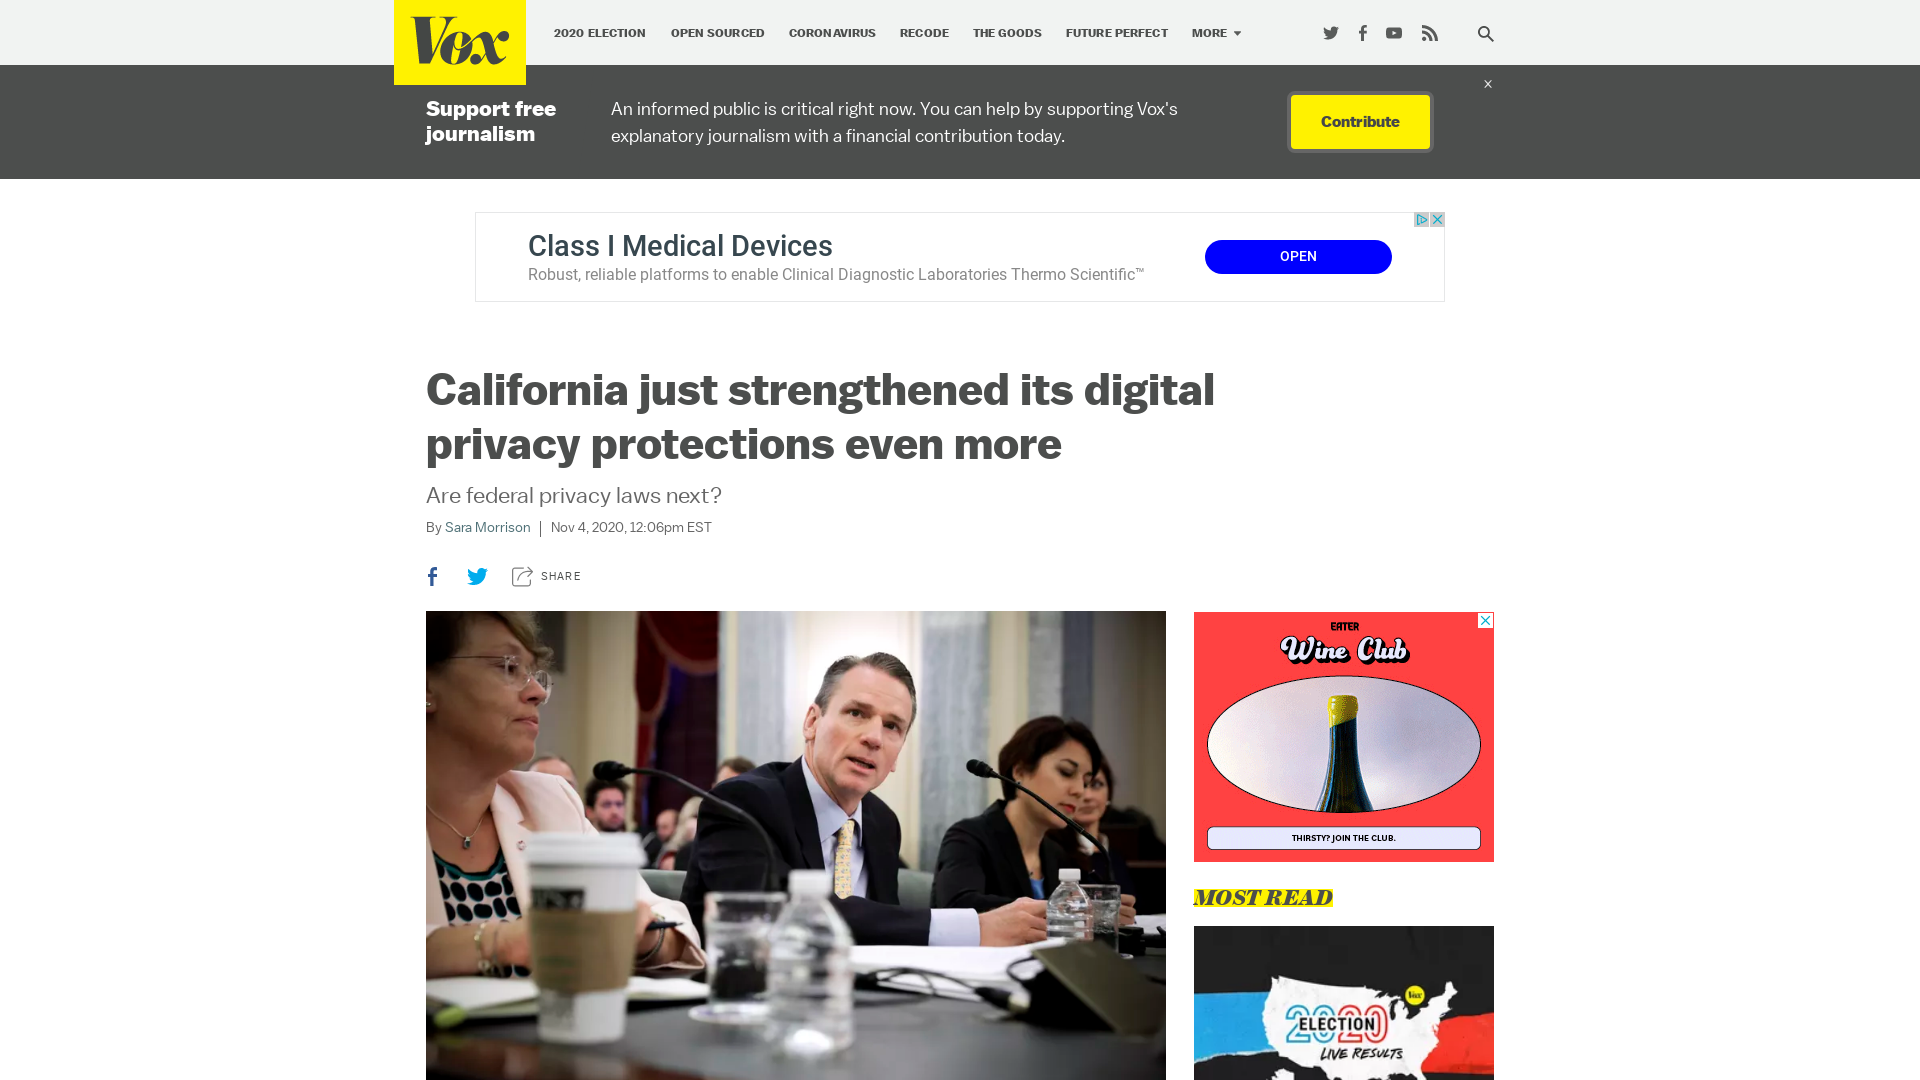 Vox
2020 ELECTION
OPEN SOURCED
CORONAVIRUS
RECODE
THE GOODS
FUTURE PERFECT
MORE
x
Support free
journalism
An informed public is critical right now. You can help by supporting Vox's
explanatory journalism with a financial contribution today.
Contribute
Class I Medical Devices
Robust, reliable platforms to enable Clinical Diagnostic Laboratories Thermo Scientific™
OPEN
California just strengthened its digital
privacy protections even more
Are federal privacy laws next?
By Sara Morrison | Nov 4, 2020, 12:06pm EST
SHARE
EATER
Wine Club
THIRSTY? JOIN THE CLUB.
MOST READ
Vox
2020
ELECTION
LIVE RESULTS